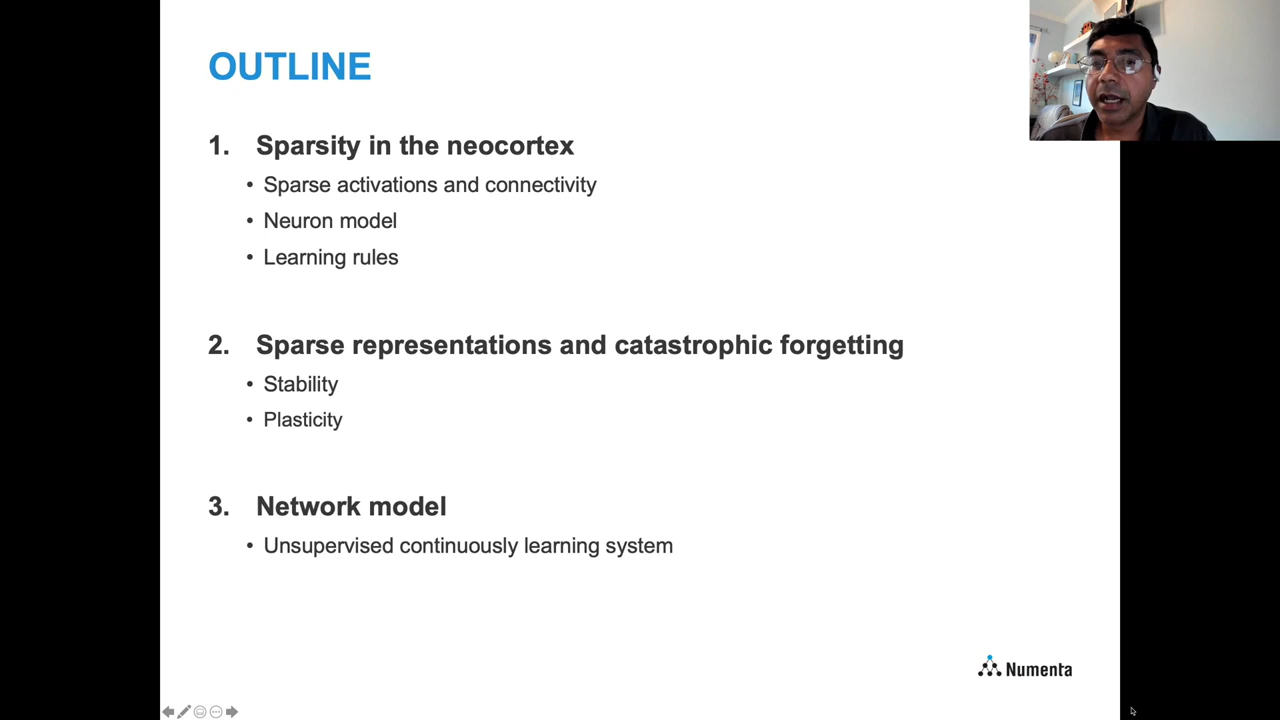 OUTLINE
1. Sparsity in the neocortex
• Sparse activations and connectivity
• Neuron model
• Learning rules
2. Sparse representations and catastrophic forgetting
• Stability
• Plasticity
3. Network model
• Unsupervised continuously learning system
Numenta